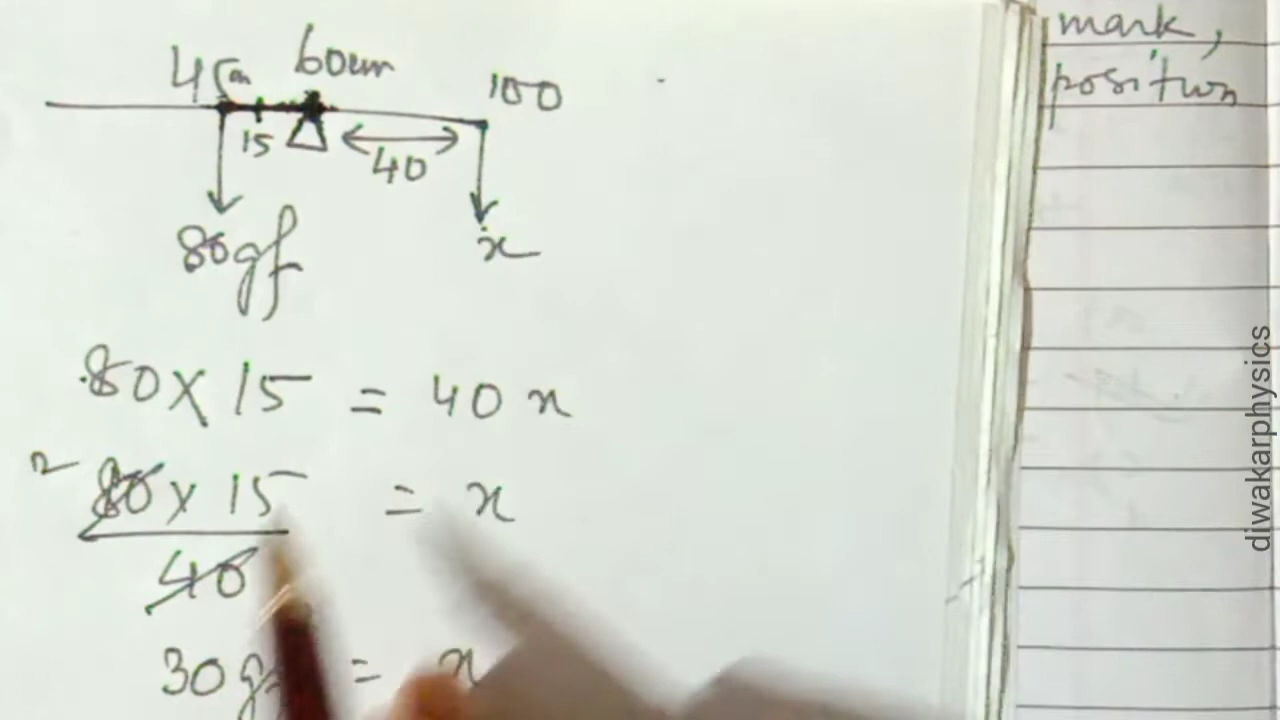 45cm 60cm 100
15 40
80gf x
80 x 15 = 40 x
2 80 x 15 = x
40
30gf = x
mark,
position
diwakarphysics